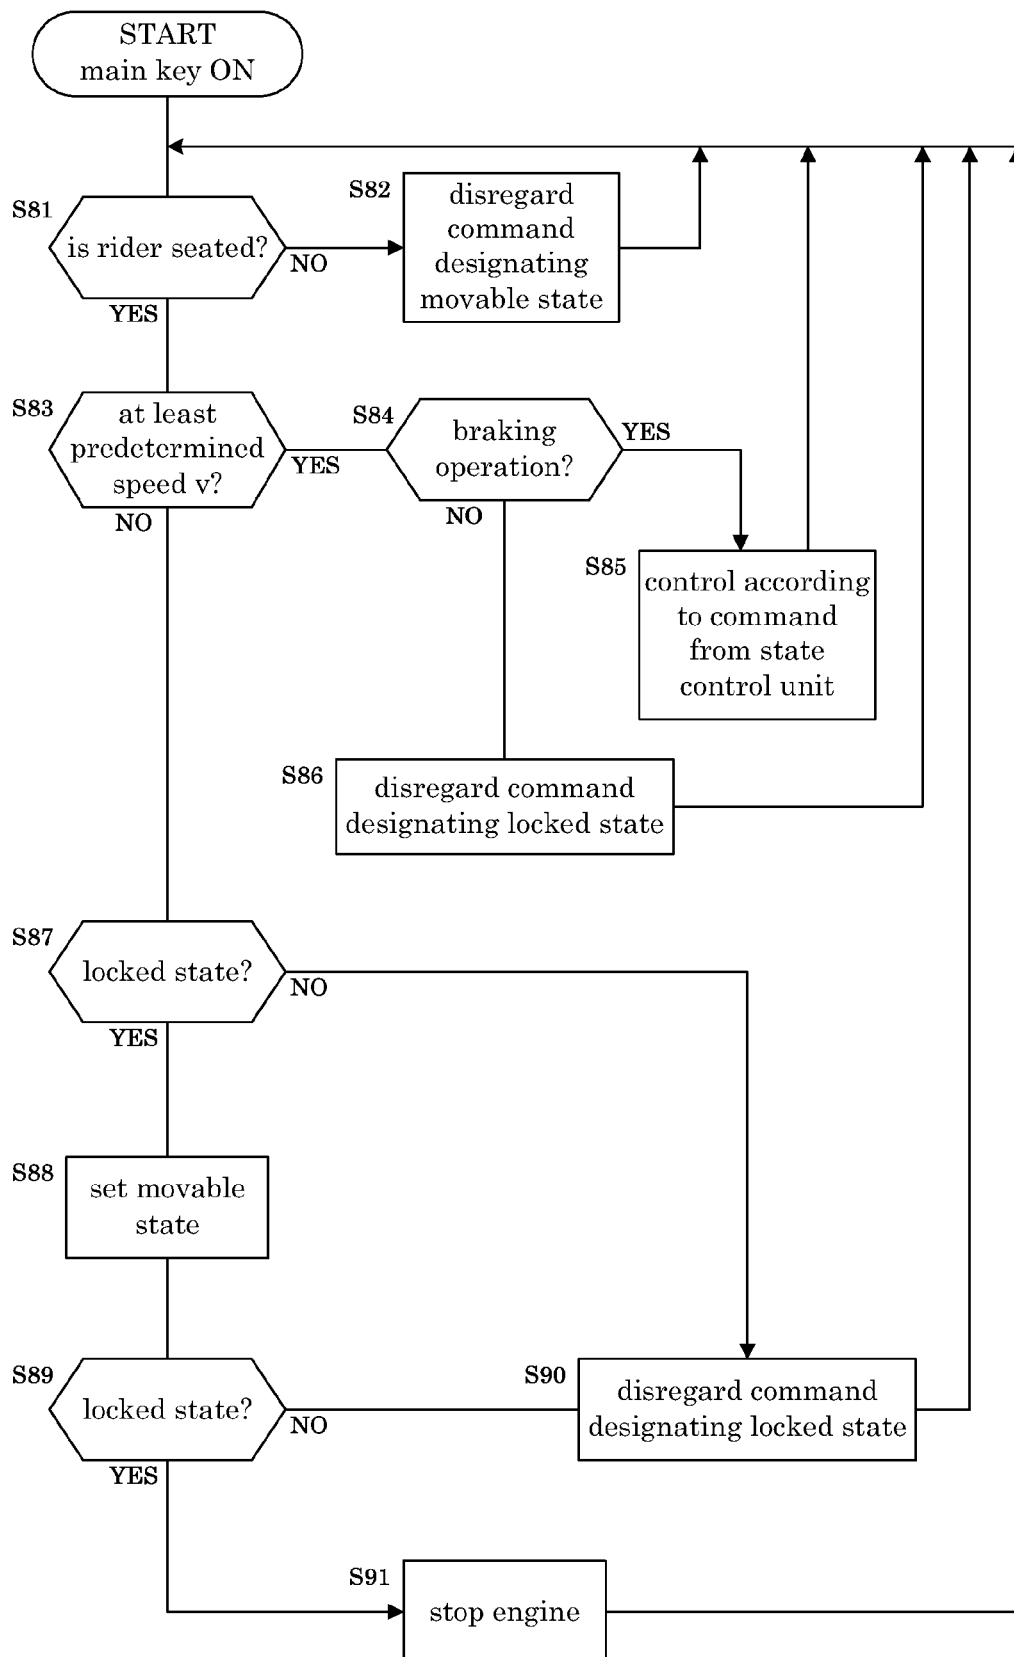 START
main key ON
S81
is rider seated?
NO
YES
S82
disregard
command
designating
movable state
S83
at least
predetermined
speed v?
YES
NO
S84
braking
operation?
YES
NO
S85
control according
to command
from state
control unit
S86
disregard command
designating locked state
S87
locked state?
NO
YES
S88
set movable
state
S89
locked state?
NO
YES
S90
disregard command
designating locked state
S91
stop engine